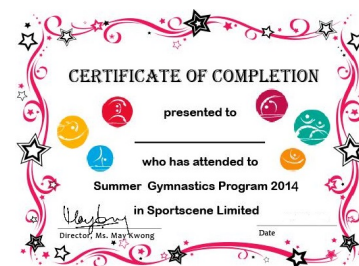 CERTIFICATE OF COMPLETION
presented to
who has attended to
Summer Gymnastics Program 2014
in Sportscene Limited
Director, Ms. May Kwong
Date